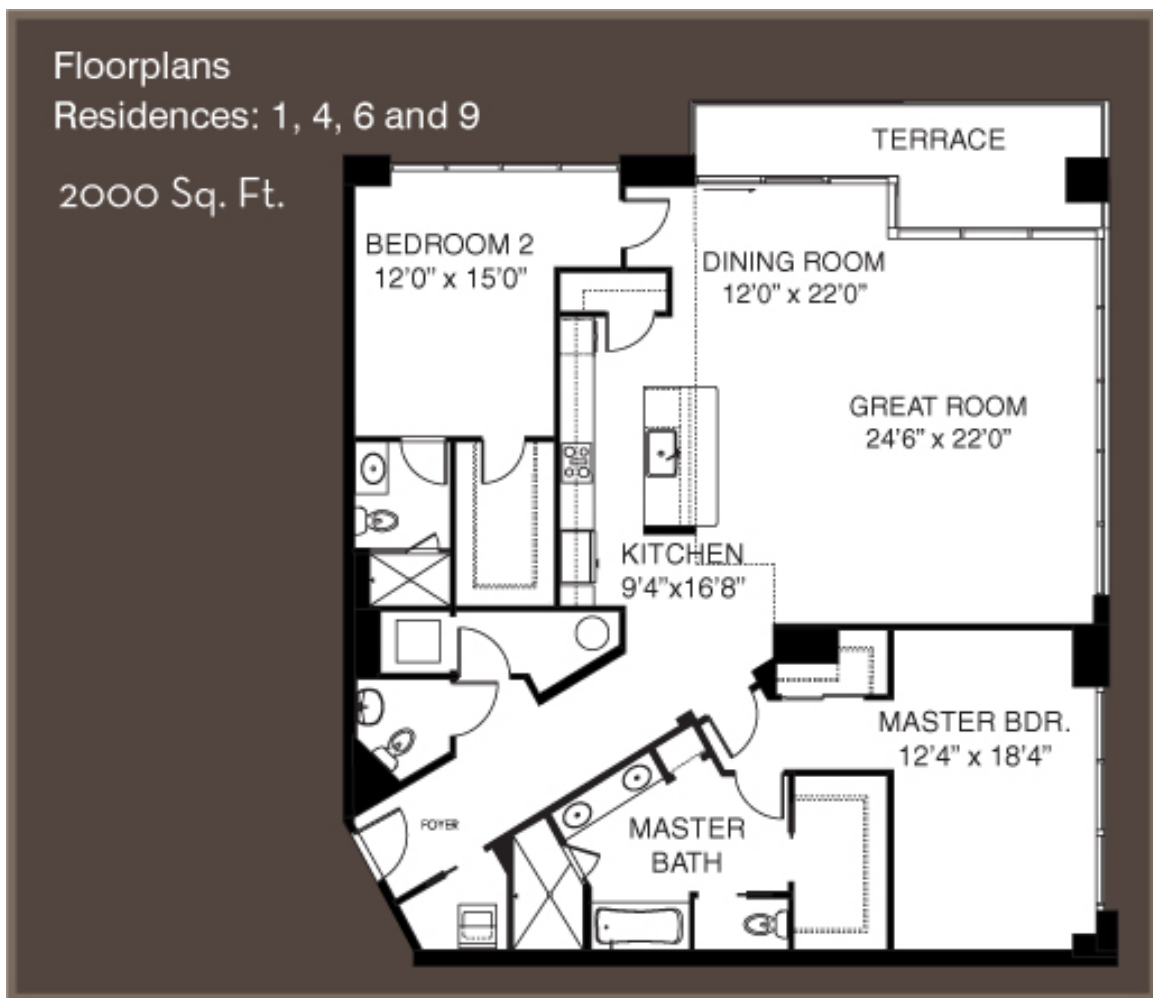 Floorplans
Residences: 1, 4, 6 and 9
2000 Sq. Ft.
TERRACE
BEDROOM 2
12'0" x 15'0"
DINING ROOM
12'0" x 22'0"
GREAT ROOM
24'6" x 22'0"
KITCHEN
9'4"x16'8"
MASTER BDR.
12'4" x 18'4"
FOYER
MASTER
BATH